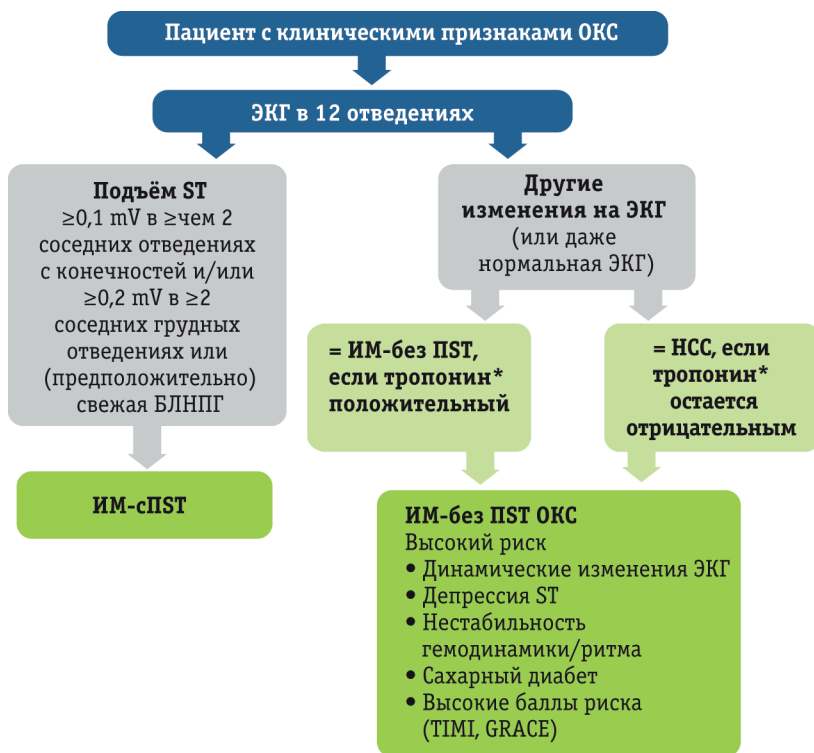 Пациент с клиническими признаками ОКС
ЭКГ в 12 отведениях
Подъём ST
≥0,1 mV в ≥чем 2
соседних отведениях
с конечностей и/или
≥0,2 mV в ≥2
соседних грудных
отведениях или
(предположительно)
свежая БЛНПГ
ИМ-сПST
Другие
изменения на ЭКГ
(или даже
нормальная ЭКГ)
= ИМ-без ПST,
если тропонин*
положительный
= НСС, если
тропонин*
остается
отрицательным
ИМ-без ПST ОКС
Высокий риск
• Динамические изменения ЭКГ
• Депрессия ST
• Нестабильность
гемодинамики/ритма
• Сахарный диабет
• Высокие баллы риска
(TIMI, GRACE)